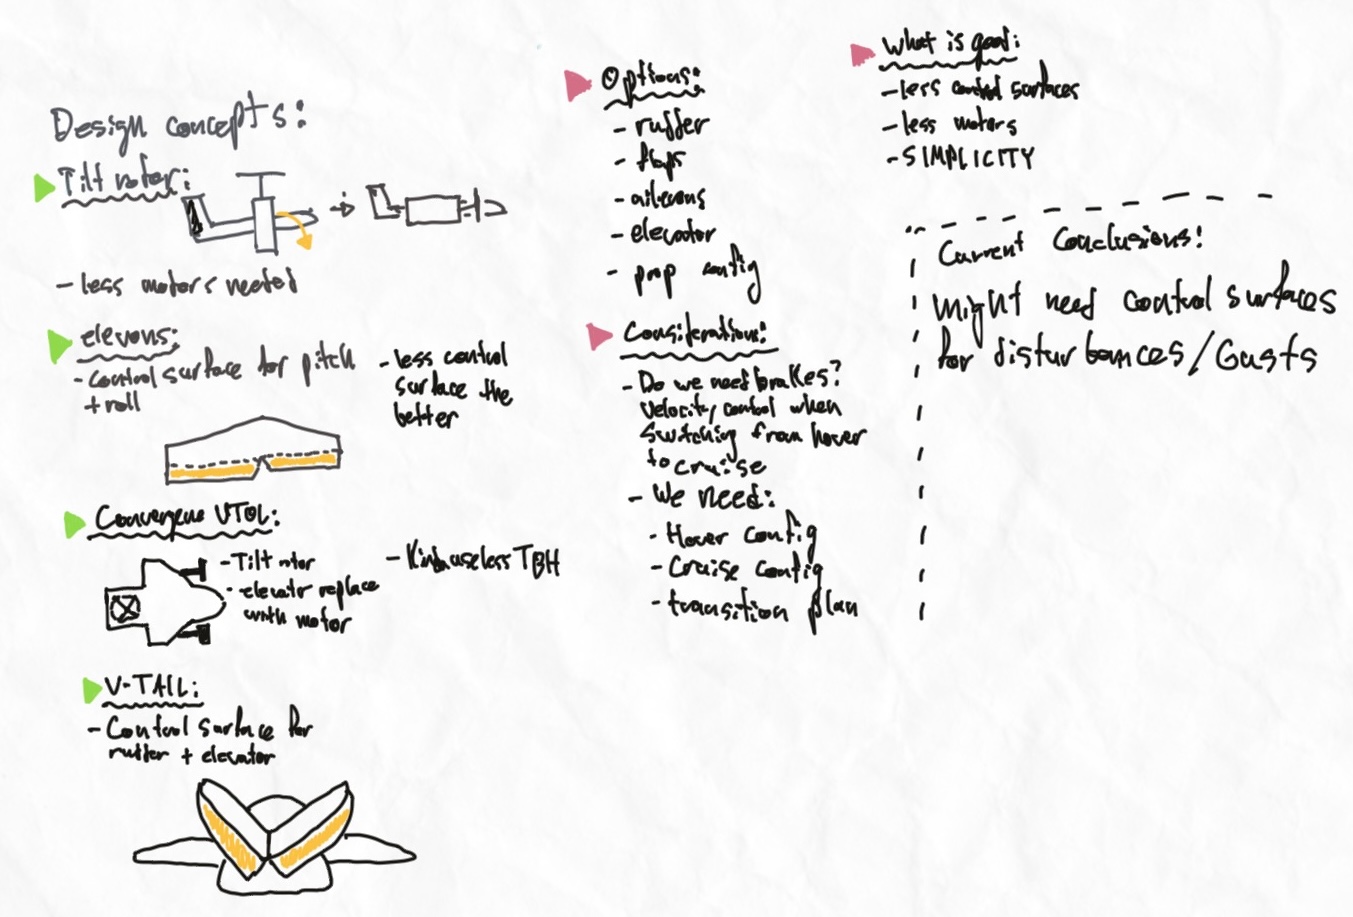 Design concepts:
Tilt rotor:
- less motors needed
elevons:
- control surface for pitch
+ roll
- less control
surface the
better
Convergene VTOL:
- Tilt rotor
- elevator replace
with motor
- Kinda useless TBH
V-TAIL:
- Control surface for
rutter + elevator
Options:
- rutter
- flaps
- ailerons
- elevator
- prop config
Considerations:
- Do we need brakes?
Velocity control when
switching from hover
to cruise
- We need:
- Hover config
- Cruise config
- transition plan
What is good:
- less control surfaces
- less motors
- SIMPLICITY
Current Conclusions:
might need control surfaces
for disturbances/Gusts